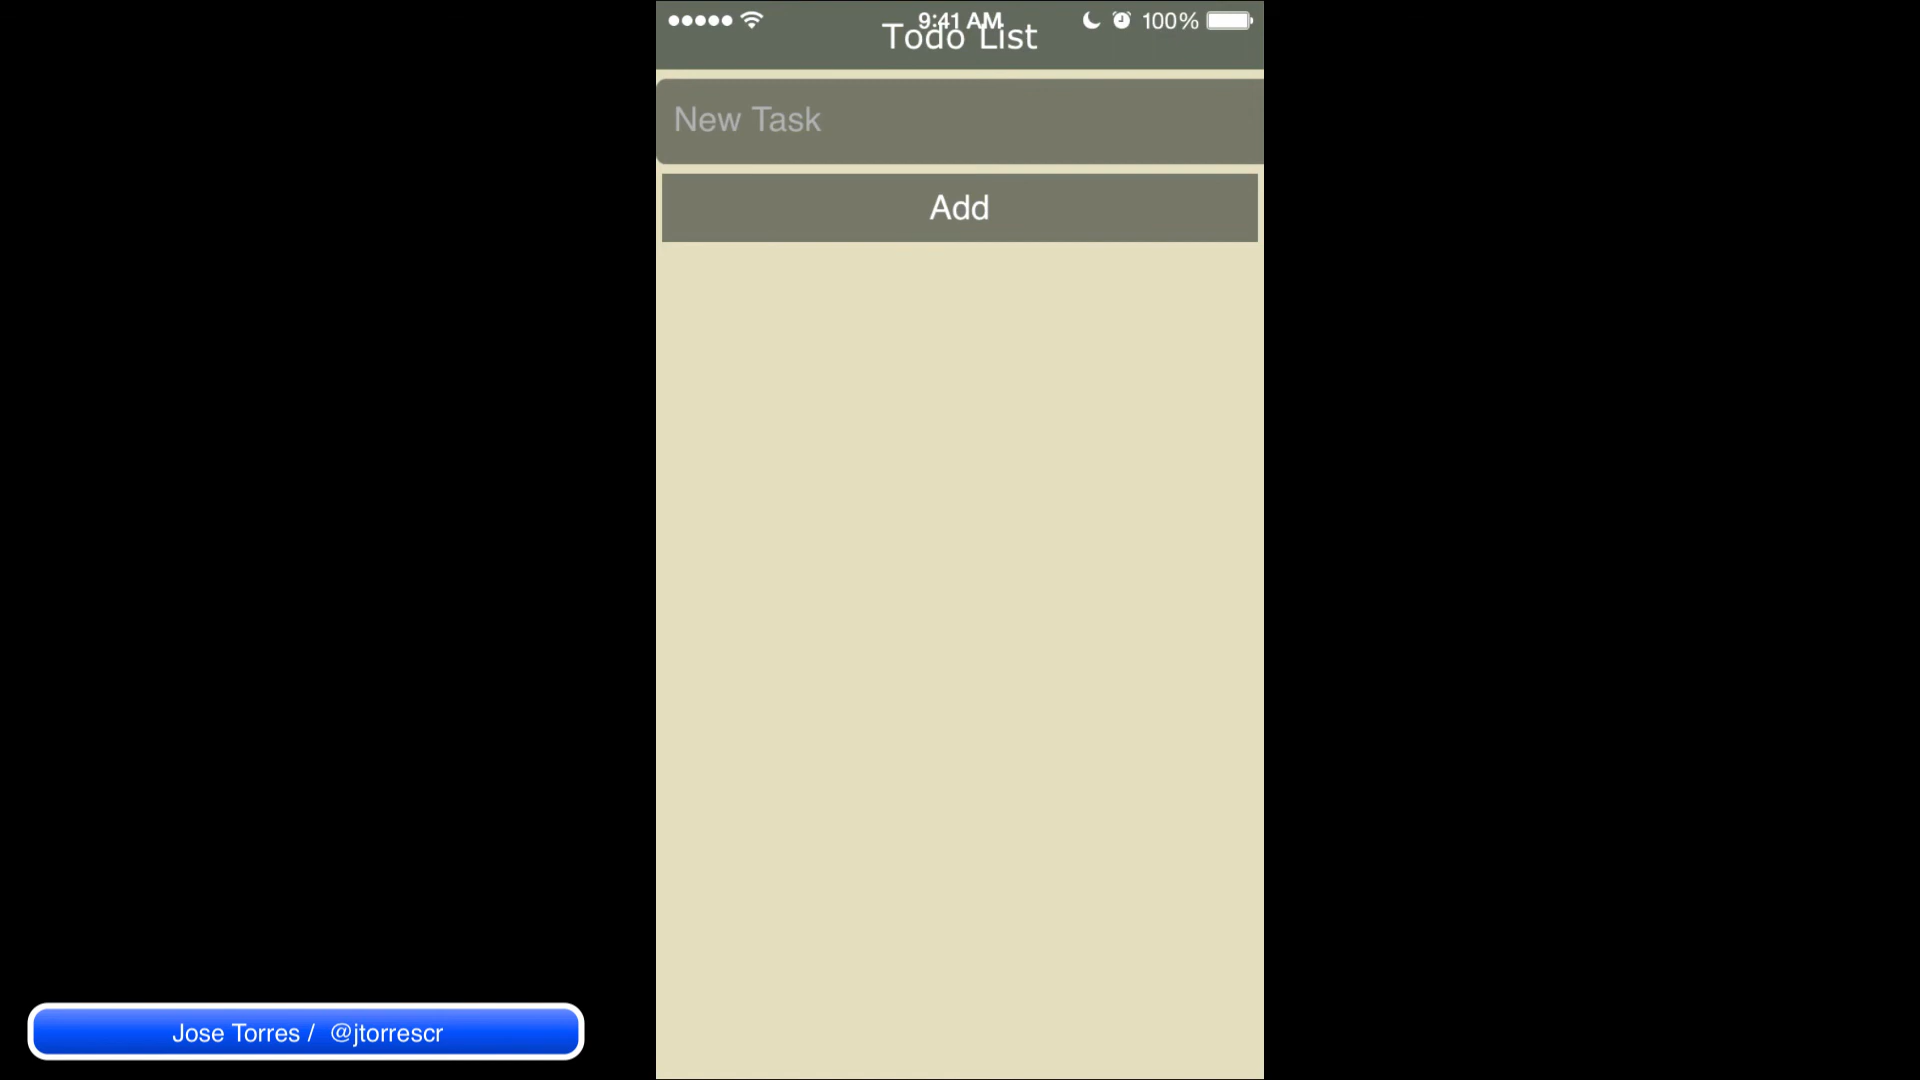 9:41 AM 100%
Todo List
New Task
Add
Jose Torres / @jtorrescr